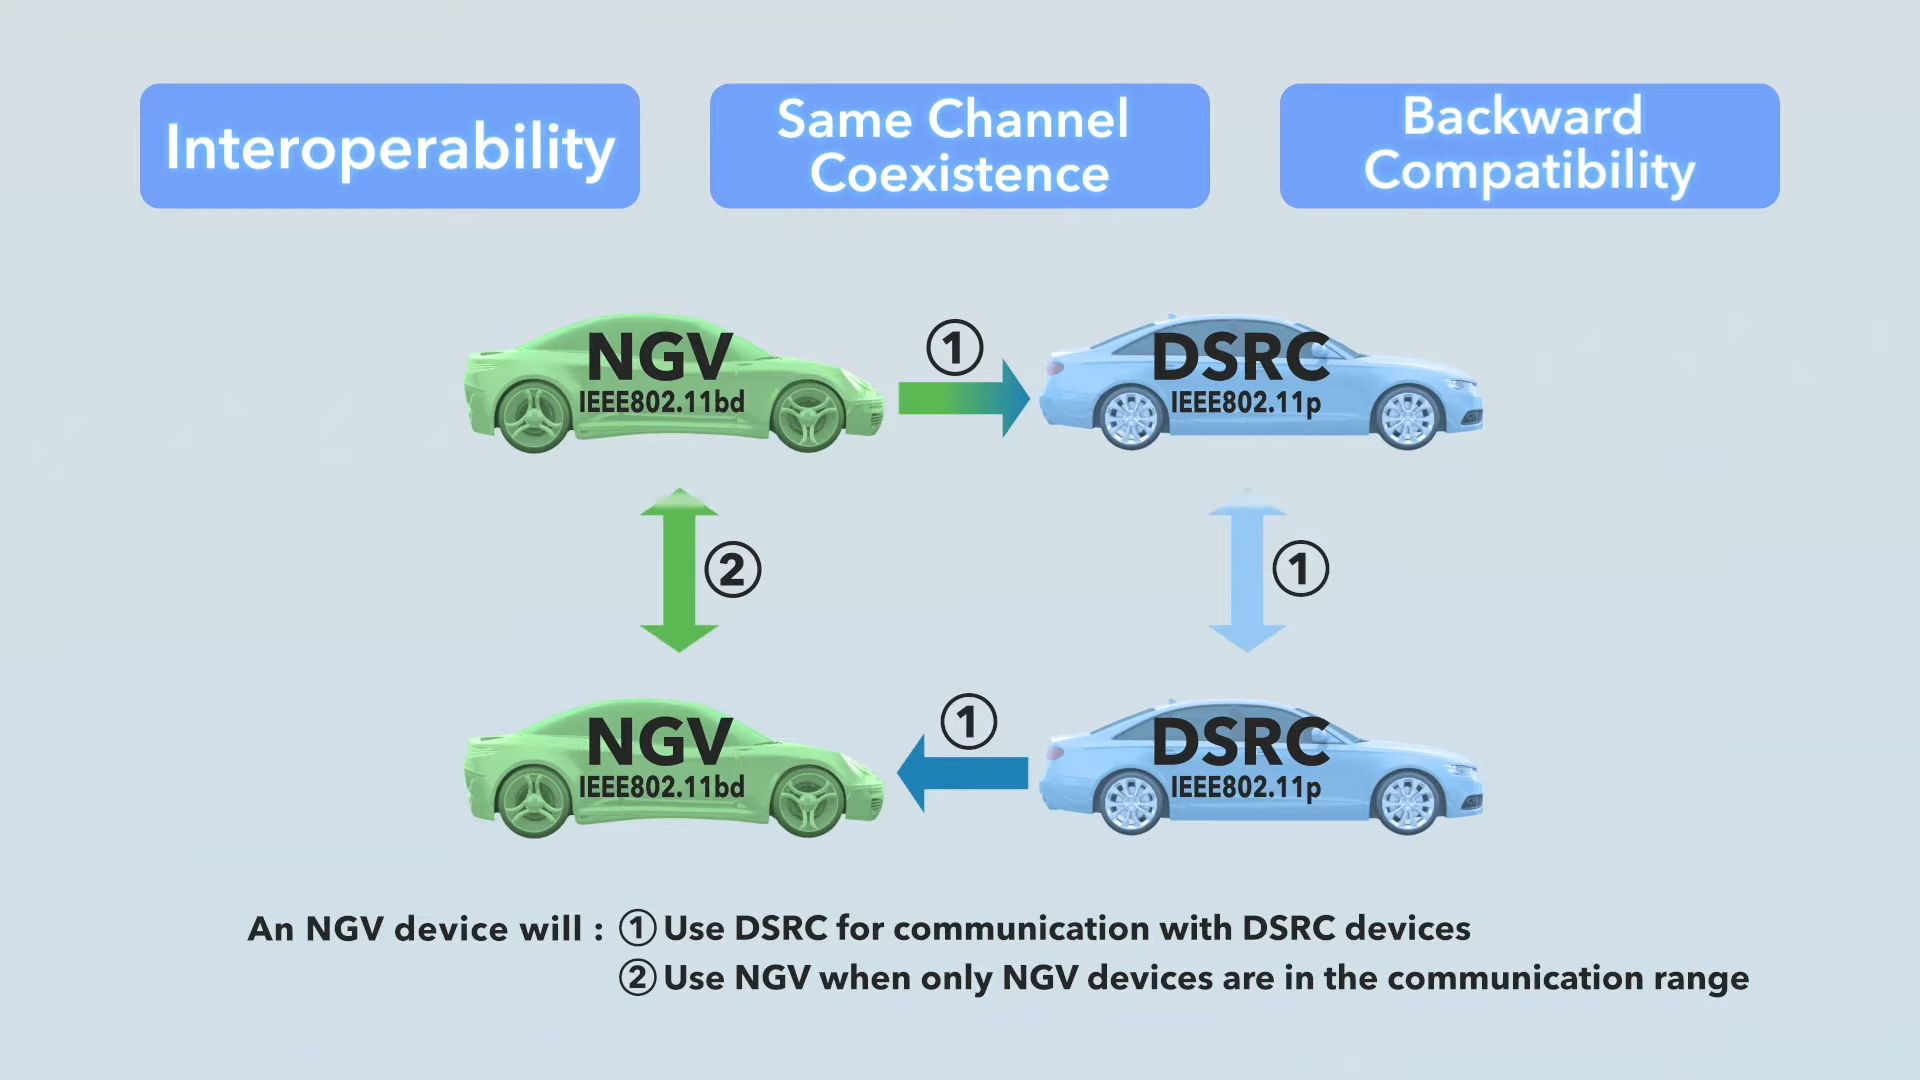 Interoperability
Same Channel
Coexistence
Backward
Compatibility
NGV
IEEE802.11bd
①
DSRC
IEEE802.11p
②
①
NGV
IEEE802.11bd
①
DSRC
IEEE802.11p
An NGV device will : ① Use DSRC for communication with DSRC devices
② Use NGV when only NGV devices are in the communication range